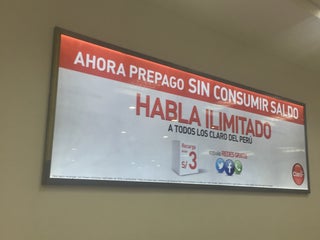 AHORA PREPAGO SIN CONSUMIR SALDO
HABLA ILIMITADO
A TODOS LOS CLARO DEL PERÚ
Recarga
S/ 3
REDES GRATIS
Claro